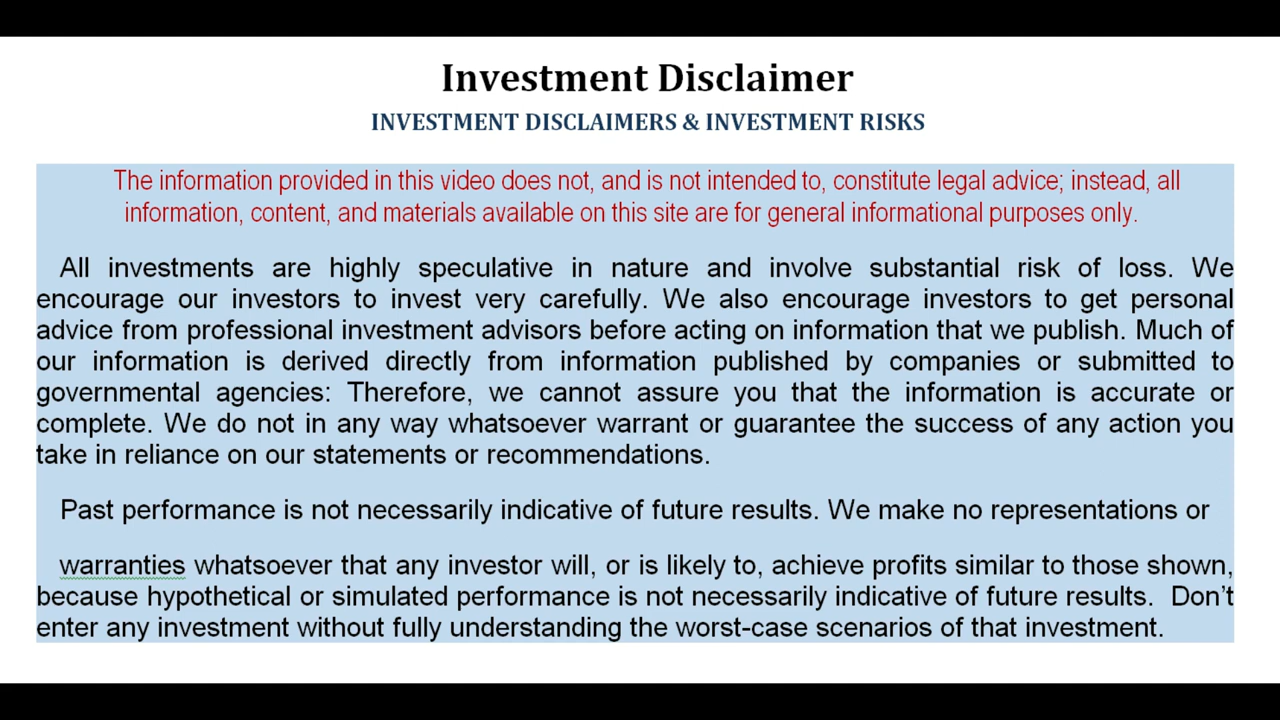 Investment Disclaimer
INVESTMENT DISCLAIMERS & INVESTMENT RISKS
The information provided in this video does not, and is not intended to, constitute legal advice; instead, all
information, content, and materials available on this site are for general informational purposes only.
All investments are highly speculative in nature and involve substantial risk of loss. We
encourage our investors to invest very carefully. We also encourage investors to get personal
advice from professional investment advisors before acting on information that we publish. Much of
our information is derived directly from information published by companies or submitted to
governmental agencies: Therefore, we cannot assure you that the information is accurate or
complete. We do not in any way whatsoever warrant or guarantee the success of any action you
take in reliance on our statements or recommendations.
Past performance is not necessarily indicative of future results. We make no representations or
warranties whatsoever that any investor will, or is likely to, achieve profits similar to those shown,
because hypothetical or simulated performance is not necessarily indicative of future results. Don’t
enter any investment without fully understanding the worst-case scenarios of that investment.